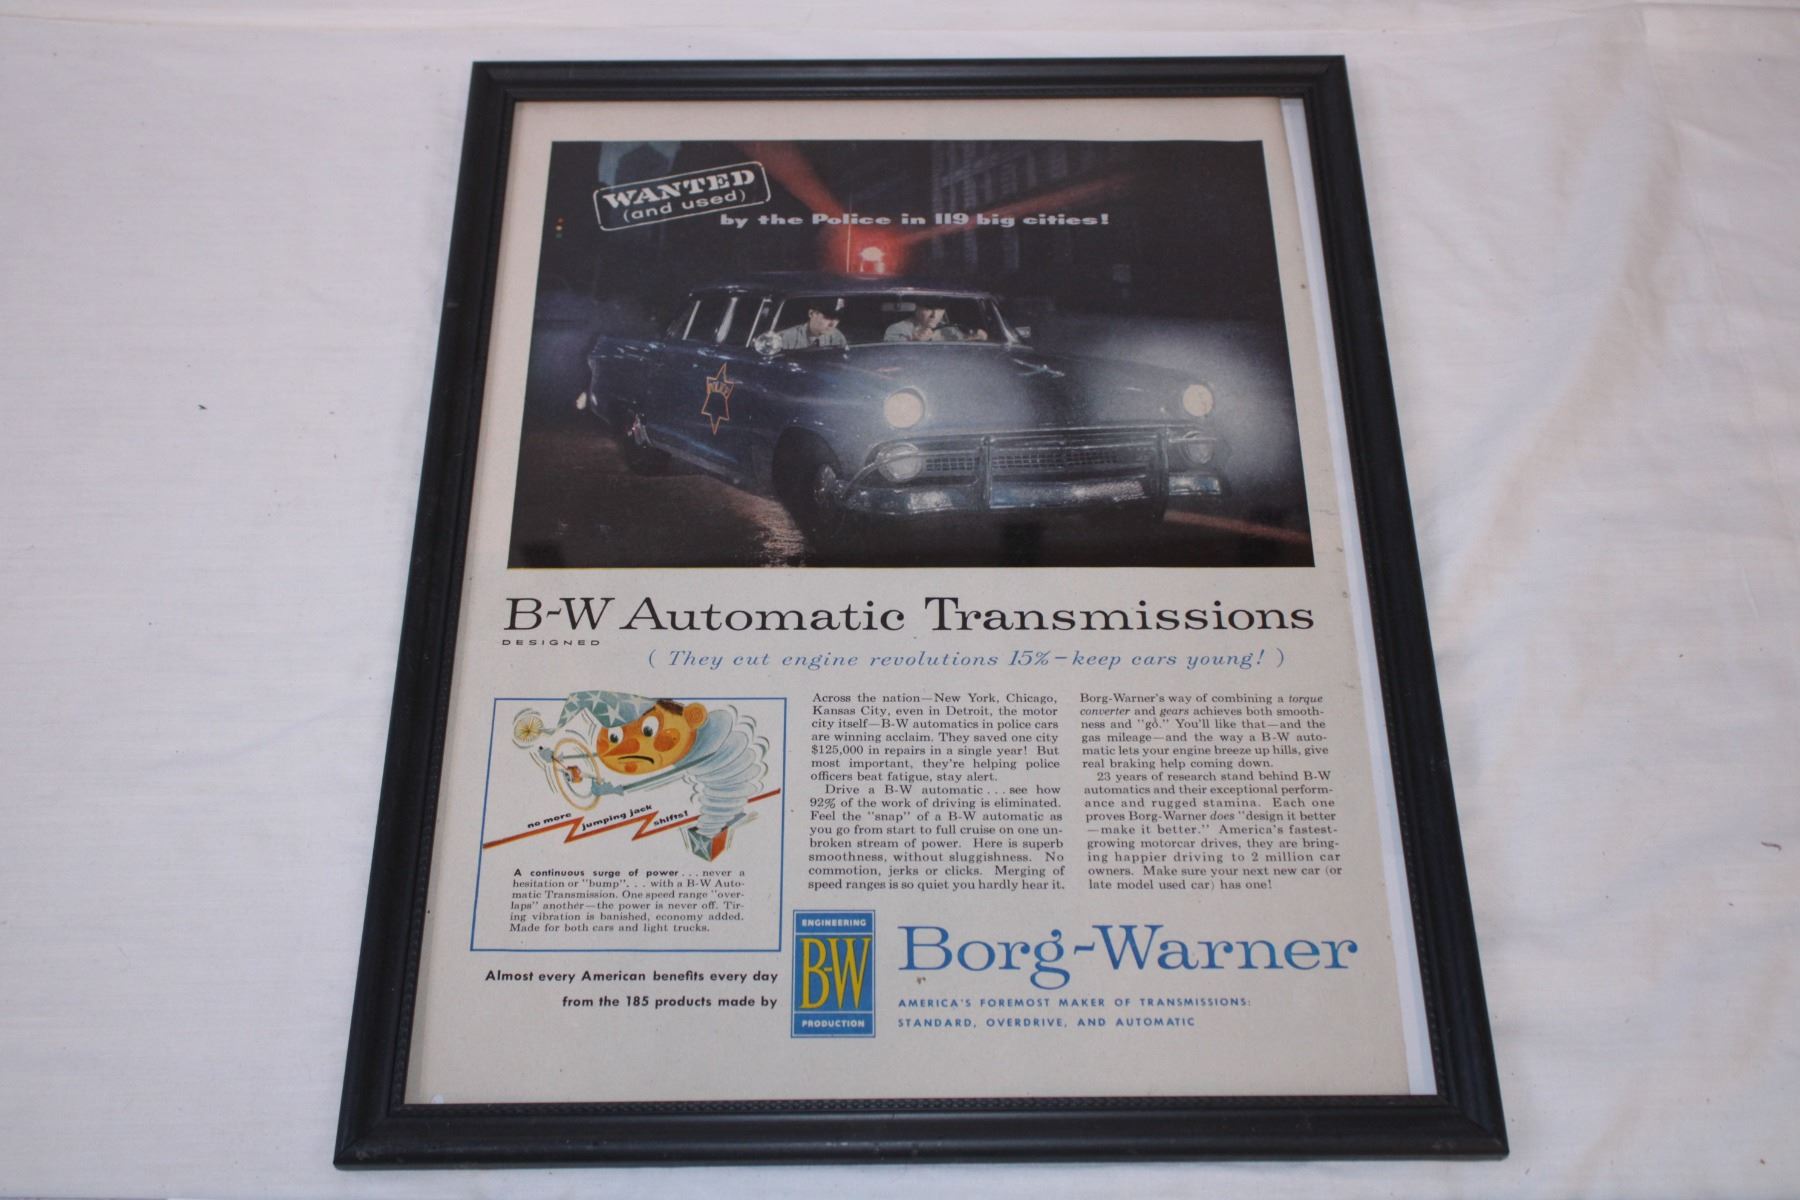 WANTED
(and used)
by the Police in 119 big cities!
POLICE
B-W Automatic Transmissions
DESIGNED
( They cut engine revolutions 15%—keep cars young! )
no more jumping jack shifts!
A continuous surge of power . . . never a
hesitation or "bump". . . with a B-W Auto-
matic Transmission. One speed range "over-
laps" another—the power is never off. Tir-
ing vibration is banished, economy added.
Made for both cars and light trucks.
Across the nation—New York, Chicago,
Kansas City, even in Detroit, the motor
city itself—B-W automatics in police cars
are winning acclaim. They saved one city
$125,000 in repairs in a single year! But
most important, they're helping police
officers beat fatigue, stay alert.
Drive a B-W automatic . . . see how
92% of the work of driving is eliminated.
Feel the "snap" of a B-W automatic as
you go from start to full cruise on one un-
broken stream of power. Here is superb
smoothness, without sluggishness. No
commotion, jerks or clicks. Merging of
speed ranges is so quiet you hardly hear it.
Borg-Warner's way of combining a torque
converter and gears achieves both smooth-
ness and "go." You'll like that—and the
gas mileage—and the way a B-W auto-
matic lets your engine breeze up hills, give
real braking help coming down.
23 years of research stand behind B-W
automatics and their exceptional perform-
ance and rugged stamina. Each one
proves Borg-Warner does "design it better
—make it better." America's fastest-
growing motorcar drives, they are bring-
ing happier driving to 2 million car
owners. Make sure your next new car (or
late model used car) has one!
Almost every American benefits every day
from the 185 products made by
ENGINEERING
B-W
PRODUCTION
Borg-Warner
AMERICA'S FOREMOST MAKER OF TRANSMISSIONS:
STANDARD, OVERDRIVE, AND AUTOMATIC